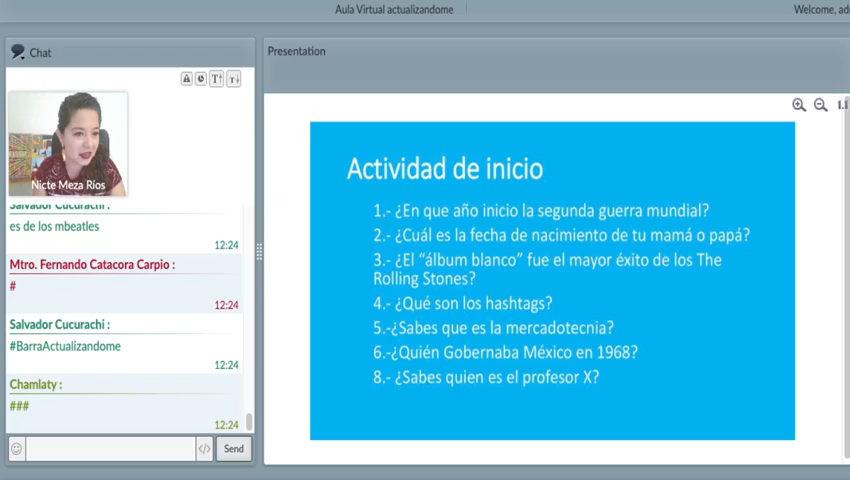 Aula Virtual actualizandome
Welcome, ad
Chat
Nicte Meza Ríos
Salvador Cucurachi :
es de los mbeatles
12:24
Mtro. Fernando Catacora Carpio :
#
12:24
Salvador Cucurachi :
#BarraActualizandome
12:24
Chamlaty :
###
12:24
Send
Presentation
Actividad de inicio
1.- ¿En que año inicio la segunda guerra mundial?
2.- ¿Cuál es la fecha de nacimiento de tu mamá o papá?
3.- ¿El “álbum blanco” fue el mayor éxito de los The
Rolling Stones?
4.- ¿Qué son los hashtags?
5.-¿Sabes que es la mercadotecnia?
6.-¿Quién Gobernaba México en 1968?
8.- ¿Sabes quien es el profesor X?